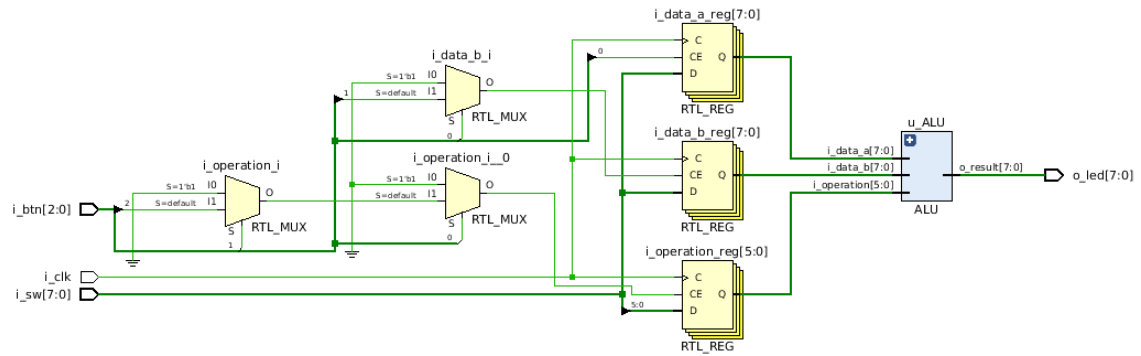 i_data_a_reg[7:0]
C
0
CE
Q
D
RTL_REG
i_data_b_i
S=1'b1
I0
1
S=default
I1
O
S
RTL_MUX
0
i_data_b_reg[7:0]
C
CE
Q
D
RTL_REG
u_ALU
i_data_a[7:0]
i_data_b[7:0]
i_operation[5:0]
o_result[7:0]
ALU
o_led[7:0]
i_operation_i
S=1'b1
I0
S=default
I1
O
S
RTL_MUX
1
i_operation_i__0
S=1'b1
I0
S=default
I1
O
S
RTL_MUX
0
i_btn[2:0]
2
i_clk
i_sw[7:0]
i_operation_reg[5:0]
C
CE
Q
5:0
D
RTL_REG